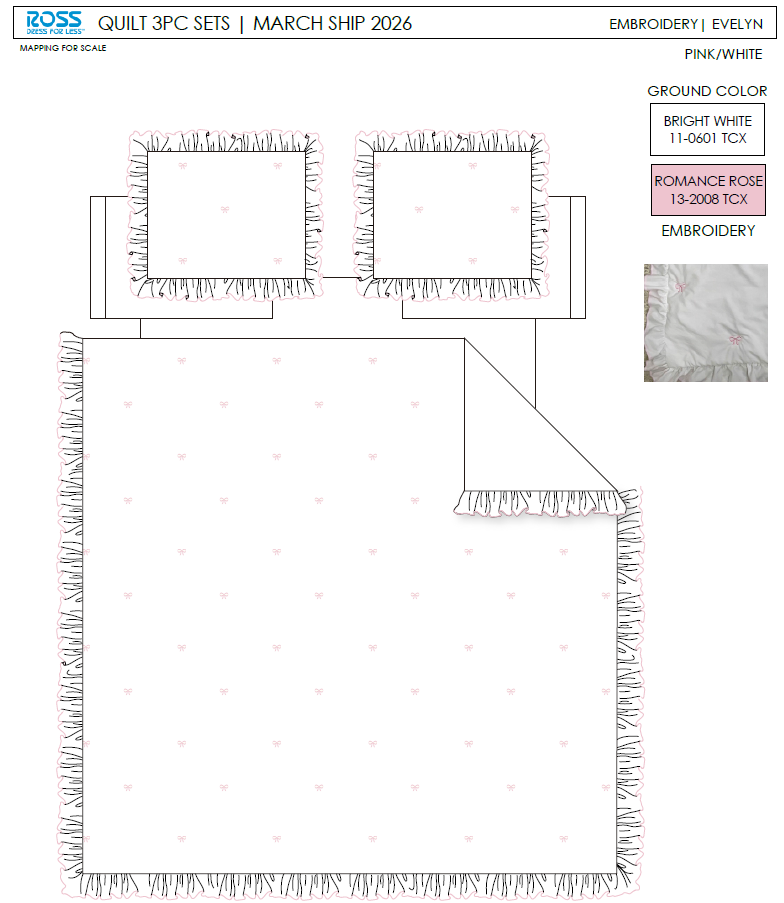 ROSS
DRESS FOR LESS™
QUILT 3PC SETS | MARCH SHIP 2026
EMBROIDERY| EVELYN
MAPPING FOR SCALE
PINK/WHITE
GROUND COLOR
BRIGHT WHITE
11-0601 TCX
ROMANCE ROSE
13-2008 TCX
EMBROIDERY